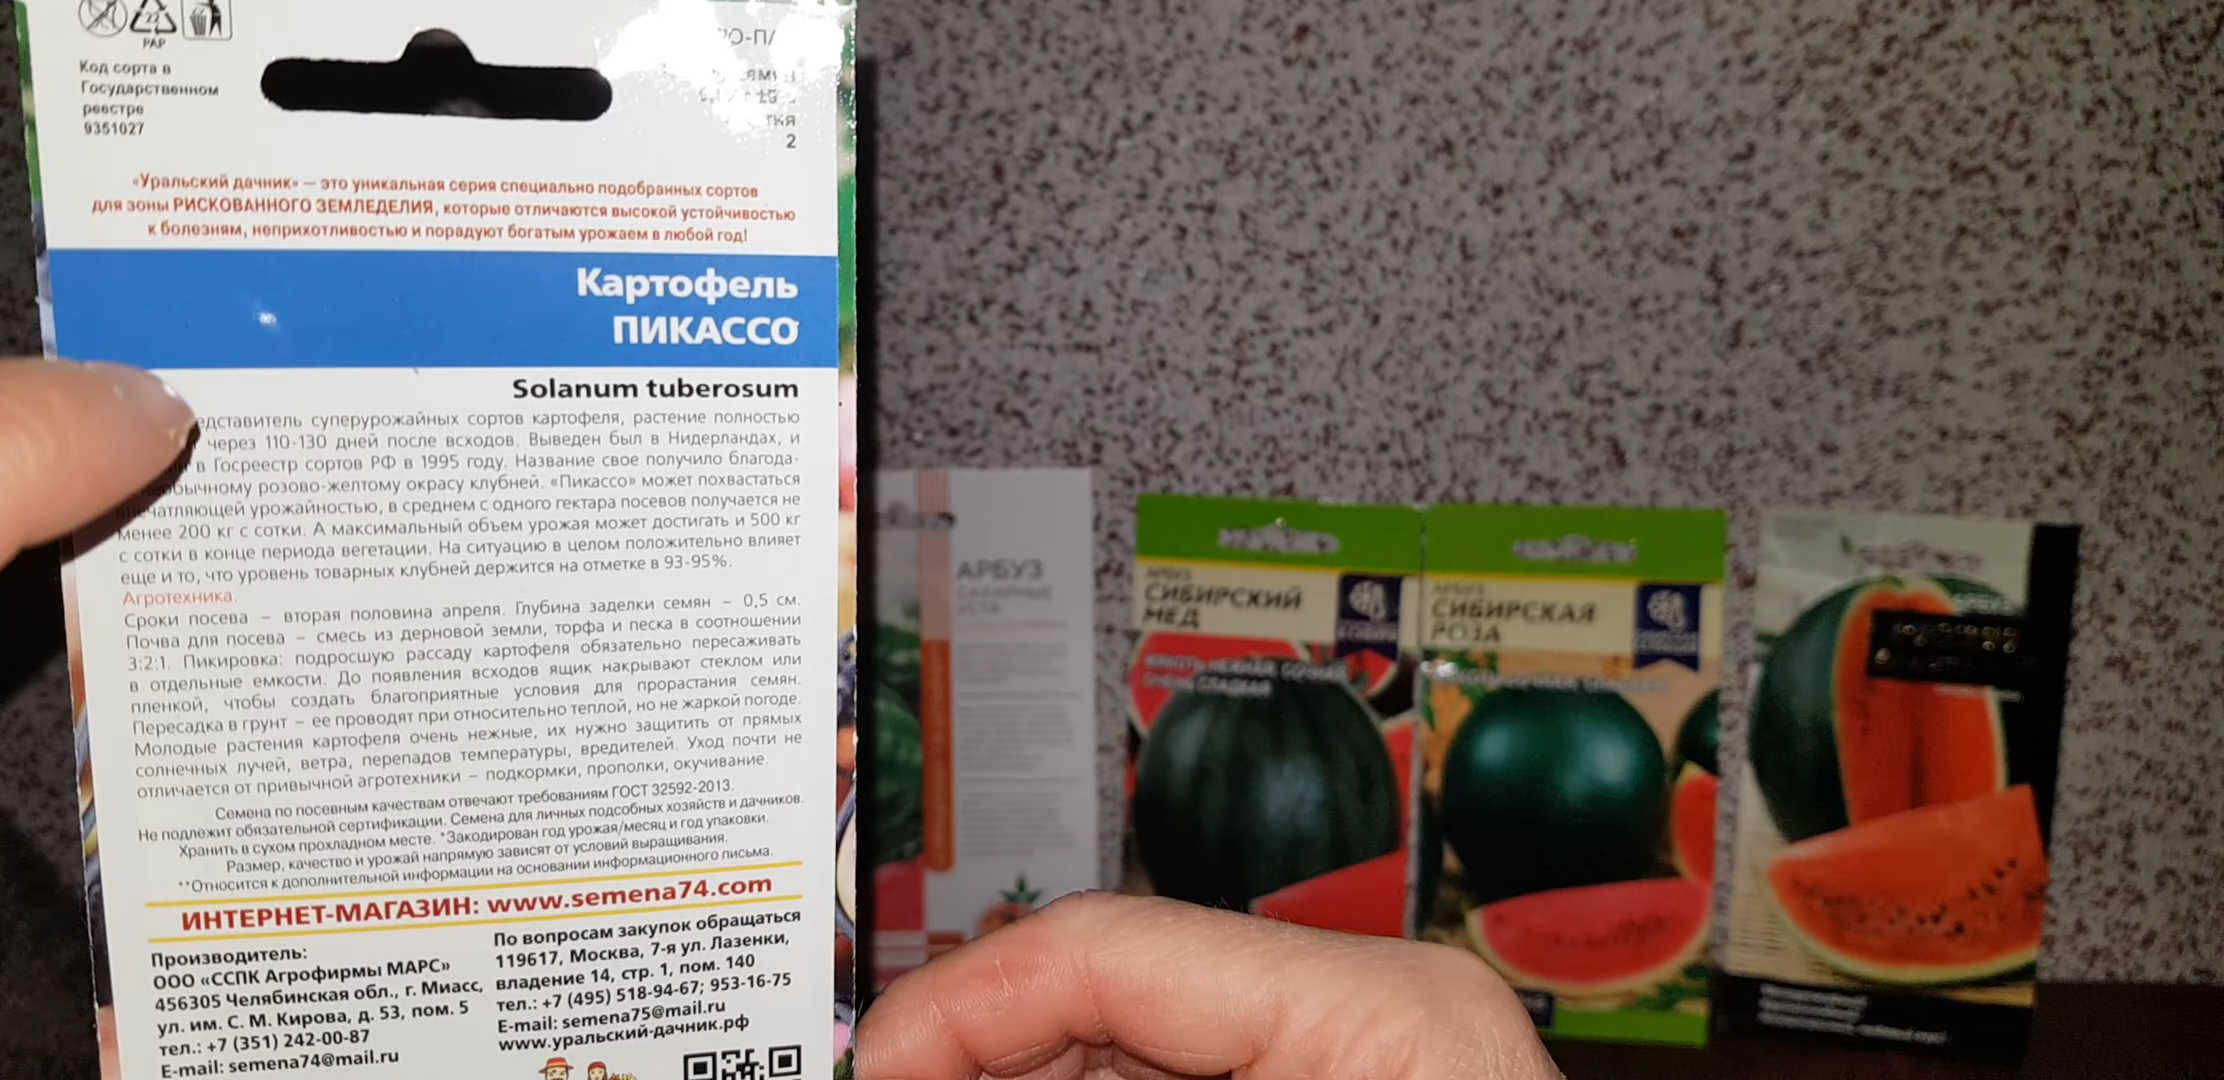 PAP
Код сорта в
Государственном
реестре
9351027
2
«Уральский дачник» — это уникальная серия специально подобранных сортов
для зоны РИСКОВАННОГО ЗЕМЛЕДЕЛИЯ, которые отличаются высокой устойчивостью
к болезням, неприхотливостью и порадуют богатым урожаем в любой год!
Картофель
ПИКАССО
Solanum tuberosum
суперурожайных сортов картофеля, растение полностью
через 110-130 дней после всходов. Выведен был в Нидерландах, и
в Госреестр сортов РФ в 1995 году. Название свое получило благода-
розово-желтому окрасу клубней. «Пикассо» может похвастаться
урожайностью, в среднем с одного гектара посевов получается не
менее 200 кг с сотки. А максимальный объем урожая может достигать и 500 кг
с сотки в конце периода вегетации. На ситуацию в целом положительно влияет
еще и то, что уровень товарных клубней держится на отметке в 93-95%.
Агротехника.
Сроки посева – вторая половина апреля. Глубина заделки семян – 0,5 см.
Почва для посева – смесь из дерновой земли, торфа и песка в соотношении
3:2:1. Пикировка: подросшую рассаду картофеля обязательно пересаживать
в отдельные емкости. До появления всходов ящик накрывают стеклом или
пленкой, чтобы создать благоприятные условия для прорастания семян.
Пересадка в грунт – ее проводят при относительно теплой, но не жаркой погоде.
Молодые растения картофеля очень нежные, их нужно защитить от прямых
солнечных лучей, ветра, перепадов температуры, вредителей. Уход почти не
отличается от привычной агротехники – подкормки, прополки, окучивание.
Семена по посевным качествам отвечают требованиям ГОСТ 32592-2013.
Не подлежит обязательной сертификации. Семена для личных подсобных хозяйств и дачников.
Хранить в сухом прохладном месте. *Закодирован год урожая/месяц и год упаковки.
Размер, качество и урожай напрямую зависят от условий выращивания.
**Относится к дополнительной информации на основании информационного письма.
ИНТЕРНЕТ-МАГАЗИН: www.semena74.com
Производитель:
ООО «ССПК Агрофирмы МАРС»
456305 Челябинская обл., г. Миасс,
ул. им. С. М. Кирова, д. 53, пом. 5
тел.: +7 (351) 242-00-87
E-mail: semena74@mail.ru
По вопросам закупок обращаться
119617, Москва, 7-я ул. Лазенки,
владение 14, стр. 1, пом. 140
тел.: +7 (495) 518-94-67; 953-16-75
E-mail: semena75@mail.ru
www.уральский-дачник.рф
АРБУЗ
САХАРНЫЕ
УСТА
АРБУЗ
СИБИРСКИЙ
МЕД
АРБУЗ
СИБИРСКАЯ
РОЗА